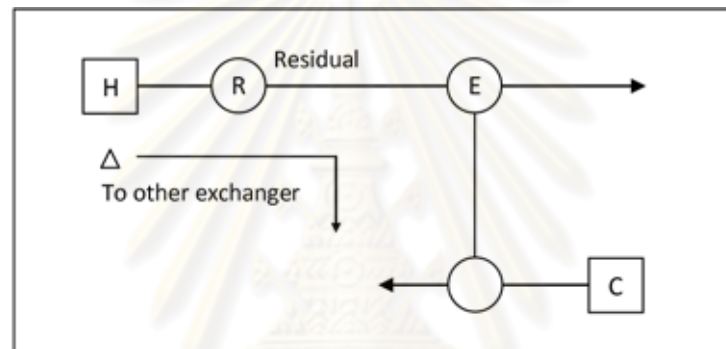 Residual
H
R
E
Δ
To other exchanger
C